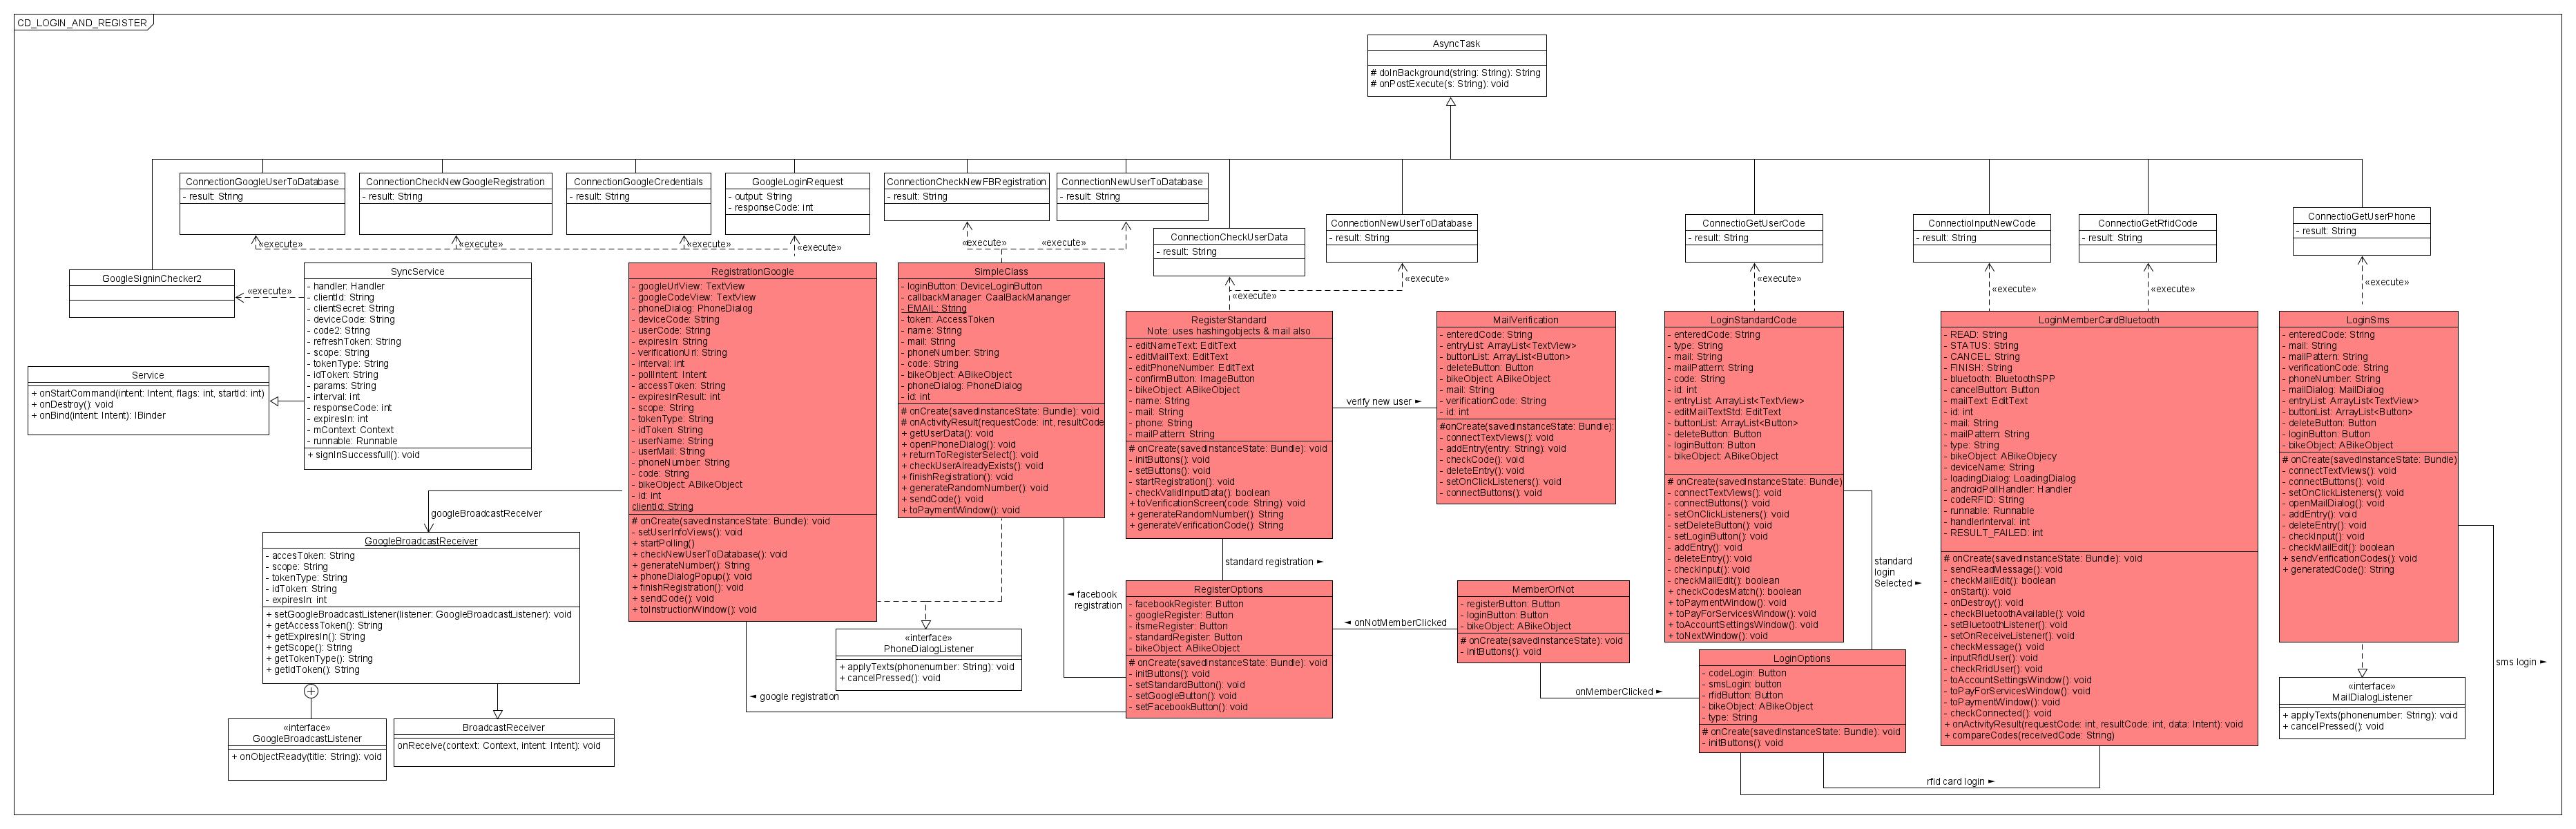 CD_LOGIN_AND_REGISTER
AsyncTask
# doInBackground(string: String): String
# onPostExecute(s: String): void
ConnectionGoogleUserToDatabase
- result: String
ConnectionCheckNewGoogleRegistration
- result: String
ConnectionGoogleCredentials
- result: String
GoogleLoginRequest
- output: String
- responseCode: int
ConnectionCheckNewFBRegistration
- result: String
ConnectionNewUserToDatabase
- result: String
ConnectionCheckUserData
- result: String
ConnectionNewUserToDatabase
- result: String
ConnectioGetUserCode
- result: String
ConnectioInputNewCode
- result: String
ConnectioGetRfidCode
- result: String
ConnectioGetUserPhone
- result: String
«execute»
«execute»
«execute»
«execute»
«execute»
«execute»
«execute»
«execute»
«execute»
«execute»
«execute»
«execute»
«execute»
GoogleSigninChecker2
SyncService
- handler: Handler
- clientId: String
- clientSecret: String
- deviceCode: String
- code2: String
- refreshToken: String
- scope: String
- tokenType: String
- idToken: String
- params: String
- interval: int
- responseCode: int
- expiresIn: int
- mContext: Context
- runnable: Runnable
+ signInSuccessfull(): void
Service
+ onStartCommand(intent: Intent, flags: int, startId: int)
+ onDestroy(): void
+ onBind(intent: Intent): IBinder
RegistrationGoogle
- googleUrlView: TextView
- googleCodeView: TextView
- phoneDialog: PhoneDialog
- deviceCode: String
- userCode: String
- expiresIn: String
- verificationUrl: String
- interval: int
- pollIntent: Intent
- accessToken: String
- expiresInResult: int
- scope: String
- tokenType: String
- idToken: String
- userName: String
- userMail: String
- phoneNumber: String
- code: String
- bikeObject: ABikeObject
- id: int
clientId: String
# onCreate(savedInstance​State: Bundle): void
- setUserInfoViews(): void
+ startPolling()
+ checkNewUserToDatabase(): void
+ generateNumber(): String
+ phoneDialogPopup(): void
+ finishRegistration(): void
+ sendCode(): void
+ toInstructionWindow(): void
SimpleClass
- loginButton: DeviceLoginButton
- callbackManager: CaalBackMananger
- EMAIL: String
- token: AccessToken
- name: String
- mail: String
- phoneNumber: String
- code: String
- bikeObject: ABikeObject
- phoneDialog: PhoneDialog
- id: int
# onCreate(savedInstanceState: Bundle): void
# onActivityResult(requestCode: int, resultCode
+ getUserData(): void
+ openPhoneDialog(): void
+ returnToRegisterSelect(): void
+ checkUserAlreadyExists(): void
+ finishRegistration(): void
+ generateRandomNumber(): void
+ sendCode(): void
+ toPaymentWindow(): void
RegisterStandard
Note: uses hashingobjects & mail also
- editNameText: EditText
- editMailText: EditText
- editPhoneNumber: EditText
- confirmButton: ImageButton
- bikeObject: ABikeObject
- name: String
- mail: String
- phone: String
- mailPattern: String
# onCreate(savedInstanceState: Bundle): void
- initButtons(): void
- setButtons(): void
- startRegistration(): void
- checkValidInputData(): boolean
+ toVerificationScreen(code: String): void
+ generateRandomNumber(): String
+ generateVerificationCode(): String
verify new user ►
MailVerification
- enteredCode: String
- entryList: ArrayList<TextView>
- buttonList: ArrayList<Button>
- deleteButton: Button
- bikeObject: ABikeObject
- mail: String
- verificationCode: String
- id: int
#onCreate(savedInstanceState: Bundle):
- connectTextViews(): void
- addEntry(entry: String): void
- checkCode(): void
- deleteEntry(): void
- setOnClickListeners(): void
- connectButtons(): void
LoginStandardCode
- enteredCode: String
- type: String
- mail: String
- mailPattern: String
- code: String
- id: int
- entryList: ArrayList<TextView>
- editMailTextStd: EditText
- buttonList: ArrayList<Button>
- deleteButton: Button
- loginButton: Button
- bikeObject: ABikeObject
# onCreate(savedInstanceState: Bundle)
- connectTextViews(): void
- connectButtons(): void
- setOnClickListeners(): void
- setDeleteButton(): void
- setLoginButton(): void
- addEntry(): void
- deleteEntry(): void
- checkInput(): void
- checkMailEdit(): boolean
+ checkCodesMatch(): boolean
+ toPaymentWindow(): void
+ toPayForServicesWindow(): void
+ toAccountSettingsWindow(): void
+ toNextWindow(): void
LoginMemberCardBluetooth
- READ: String
- STATUS: String
- CANCEL: String
- FINISH: String
- bluetooth: BluetoothSPP
- cancelButton: Button
- mailText: EditText
- id: int
- mail: String
- mailPattern: String
- type: String
- bikeObject: ABikeObjecy
- deviceName: String
- loadingDialog: LoadingDialog
- androidPollHandler: Handler
- codeRFID: String
- runnable: Runnable
- handlerInterval: int
- RESULT_FAILED: int
# onCreate(savedInstanceState: Bundle): void
- sendReadMessage(): void
- checkMailEdit(): boolean
- onStart(): void
- onDestroy(): void
- checkBluetoothAvailable(): void
- setBluetoothListener(): void
- setOnReceiveListener(): void
- checkMessage(): void
- inputRfidUser(): void
- checkRridUser(): void
- toAccountSettingsWindow(): void
- toPayForServicesWindow(): void
- toPaymentWindow(): void
- checkConnected(): void
+ onActivityResult(requestCode: int, resultCode: int, data: Intent): void
+ compareCodes(receivedCode: String)
LoginSms
- enteredCode: String
- mail: String
- mailPattern: String
- verificationCode: String
- phoneNumber: String
- mailDialog: MailDialog
- entryList: ArrayList<TextView>
- buttonList: ArrayList<Button>
- deleteButton: Button
- loginButton: Button
- bikeObject: ABikeObject
# onCreate(savedInstanceState: Bundle)
- connectTextViews(): void
- connectButtons(): void
- setOnClickListeners(): void
- openMailDialog(): void
- addEntry(): void
- deleteEntry(): void
- checkInput(): void
- checkMailEdit(): boolean
+ sendVerificationCodes(): void
+ generatedCode(): String
googleBroadcastReceiver
GoogleBroadcastReceiver
- accesToken: String
- scope: String
- tokenType: String
- idToken: String
- expiresIn: int
+ setGoogleBroadcastListener(listener: GoogleBroadcastListener): void
+ getAccessToken(): String
+ getExpiresIn(): String
+ getScope(): String
+ getTokenType(): String
+ getIdToken(): String
«interface»
GoogleBroadcastListener
+ onObjectReady(title: String): void
BroadcastReceiver
onReceive(context: Context, intent: Intent): void
◄ google registration
«interface»
PhoneDialogListener
+ applyTexts(phonenumber: String): void
+ cancelPressed(): void
◄ facebook
registration
standard registration ►
RegisterOptions
- facebookRegister: Button
- googleRegister: Button
- itsmeRegister: Button
- standardRegister: Button
- bikeObject: ABikeObject
# onCreate(savedInstanceState: Bundle): void
- initButtons(): void
- setStandardButton(): void
- setGoogleButton(): void
- setFacebookButton(): void
◄ onNotMemberClicked
MemberOrNot
- registerButton: Button
- loginButton: Button
- bikeObject: ABikeObject
# onCreate(savedInstanceState): void
- initButtons(): void
onMemberClicked ►
standard
login
Selected ►
LoginOptions
- codeLogin: Button
- smsLogin: button
- rfidButton: Button
- bikeObject: ABikeObject
- type: String
# onCreate(savedInstanceState: Bundle): void
- initButtons(): void
rfid card login ►
sms login ►
«interface»
MailDialogListener
+ applyTexts(phonenumber: String): void
+ cancelPressed(): void